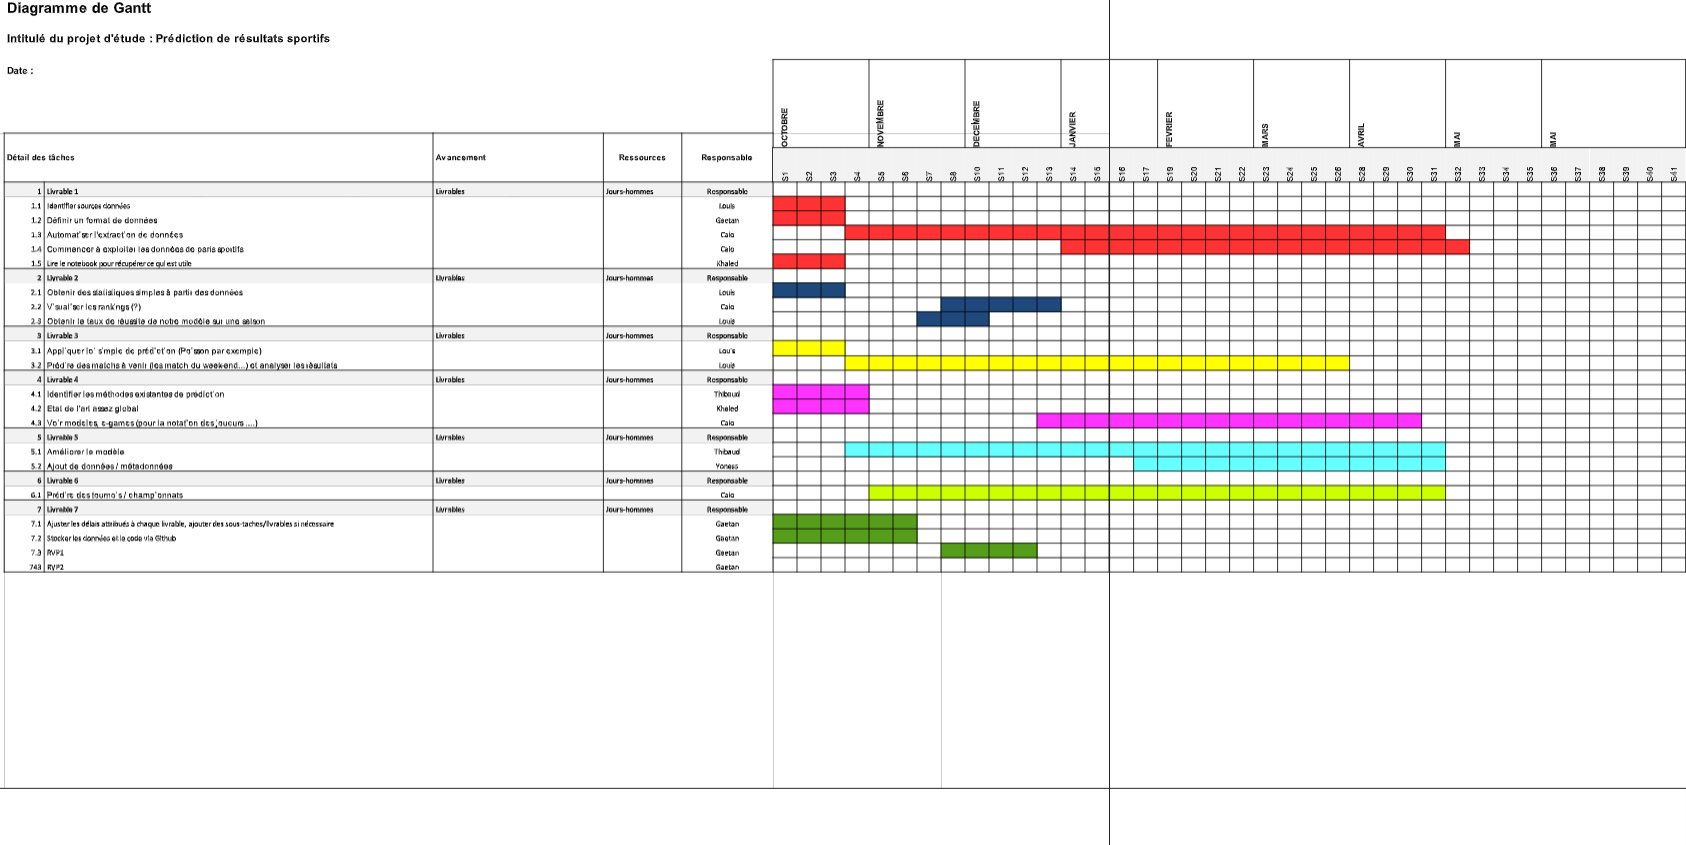 Diagramme de Gantt
Intitulé du projet d'étude : Prédiction de résultats sportifs
Date :
OCTOBRE NOVEMBRE DECEMBRE JANVIER FEVRIER MARS AVRIL MAI MAI
Détail des tâches Avancement Ressources Responsable S1 S2 S3 S4 S5 S6 S7 S8 S10 S11 S12 S13 S14 S15 S16 S17 S19 S20 S21 S22 S23 S24 S25 S26 S28 S29 S30 S31 S32 S33 S34 S35 S36 S37 S38 S39 S40 S41
1 Livrable 1 Livrables Jours-hommes Responsable
1.1 Identifier sources données Louis
1.2 Définir un format de données Gaetan
1.3 Automatiser l'extraction de données Caio
1.4 Commencer à exploiter les données de paris sportifs Caio
1.5 Lire le notebook pour récupérer ce qui est utile Khaled
2 Livrable 2 Livrables Jours-hommes Responsable
2.1 Obtenir des statistiques simples à partir des données Louis
2.2 Visualiser les rankings (?) Caio
2.3 Obtenir le taux de réussite de notre modèle sur une saison Louis
3 Livrable 3 Livrables Jours-hommes Responsable
3.1 Appliquer loi simple de prédiction (Poisson par exemple) Louis
3.2 Prédire des matchs à venir (les match du week-end...) et analyser les résultats Louis
4 Livrable 4 Livrables Jours-hommes Responsable
4.1 Identifier les méthodes existantes de prédiction Thibaud
4.2 Etat de l'art assez global Khaled
4.3 Voir modeles, e-games (pour la notation des joueurs ....) Caio
5 Livrable 5 Livrables Jours-hommes Responsable
5.1 Améliorer le modèle Thibaud
5.2 Ajout de données / métadonnées Yoness
6 Livrable 6 Livrables Jours-hommes Responsable
6.1 Prédire des tournois / championnats Caio
7 Livrable 7 Livrables Jours-hommes Responsable
7.1 Ajuster les délais attribués à chaque livrable, ajouter des sous-taches/livrables si nécessaire Gaetan
7.2 Stocker les données et le code via Github Gaetan
7.3 RVP1 Gaetan
743 RVP2 Gaetan